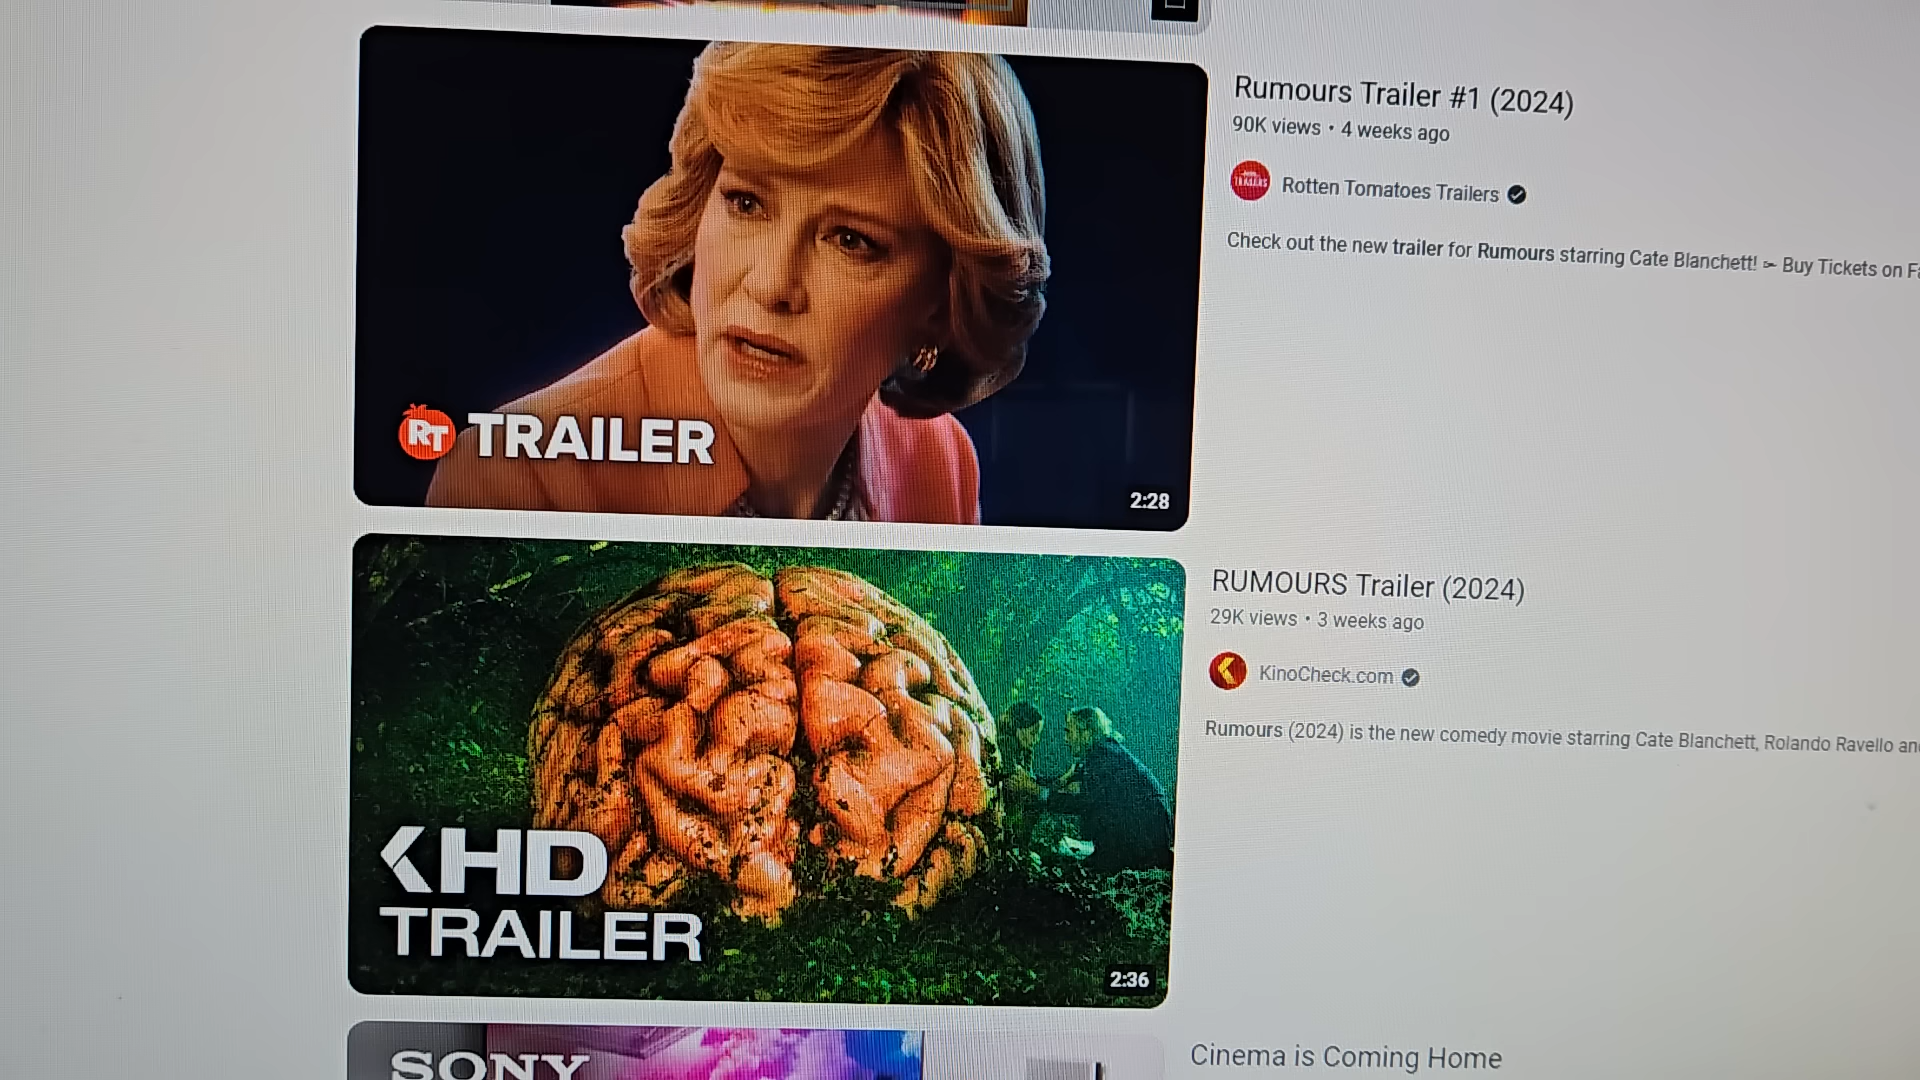 Rumours Trailer #1 (2024)
90K views • 4 weeks ago
TRAILERS
Rotten Tomatoes Trailers
Check out the new trailer for Rumours starring Cate Blanchett! ➣ Buy Tickets on
RT TRAILER
2:28
RUMOURS Trailer (2024)
29K views • 3 weeks ago
KinoCheck.com
Rumours (2024) is the new comedy movie starring Cate Blanchett, Rolando Ravello
HD
TRAILER
2:36
SONY
Cinema is Coming Home